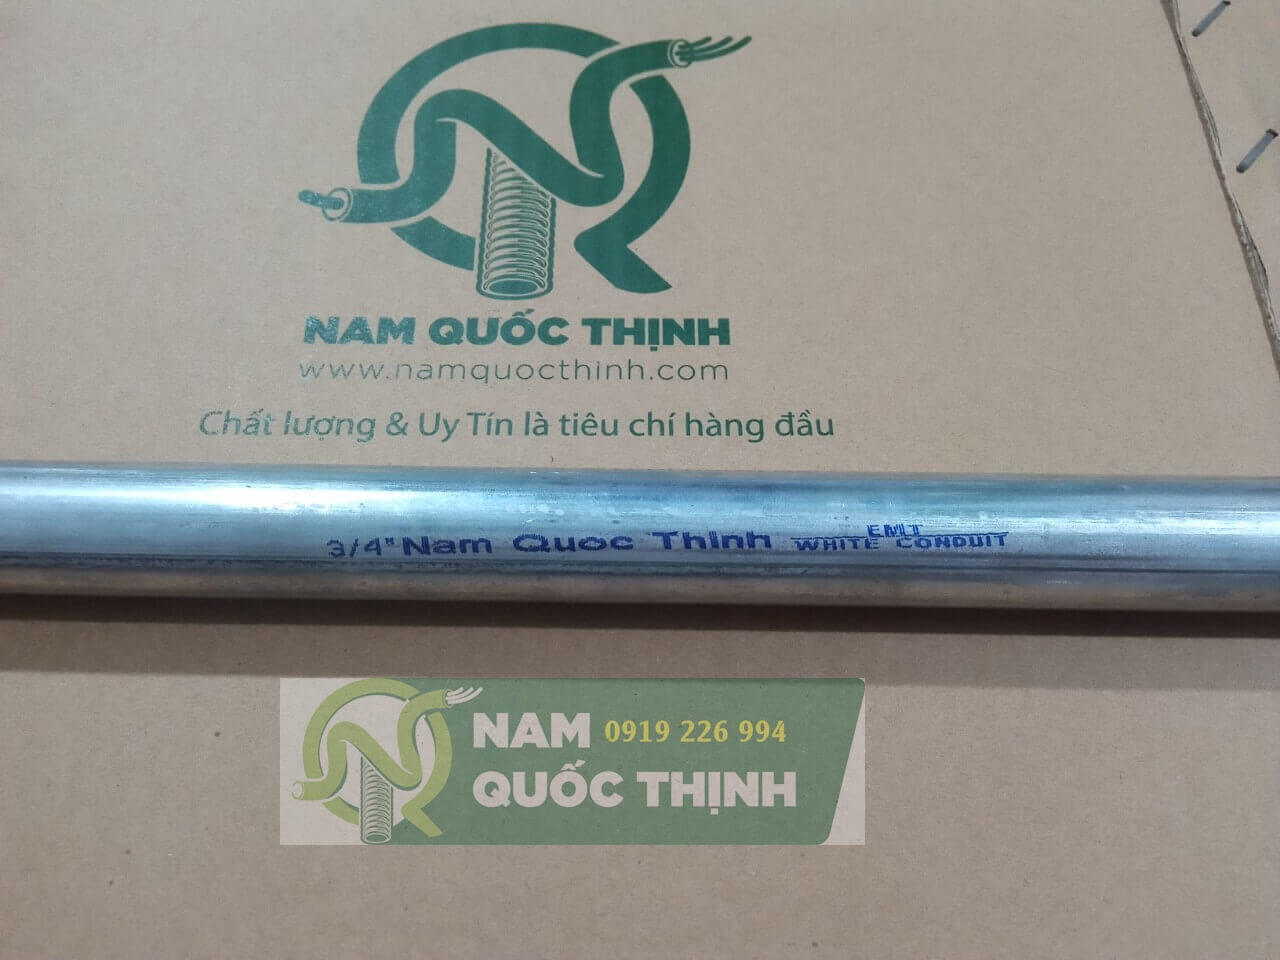 NAM QUỐC THỊNH
www.namquocthinh.com
Chất lượng & Uy Tín là tiêu chí hàng đầu
3/4" Nam Quoc Thinh EMT
WHITE CONDUIT
NAM 0919 226 994
QUỐC THỊNH